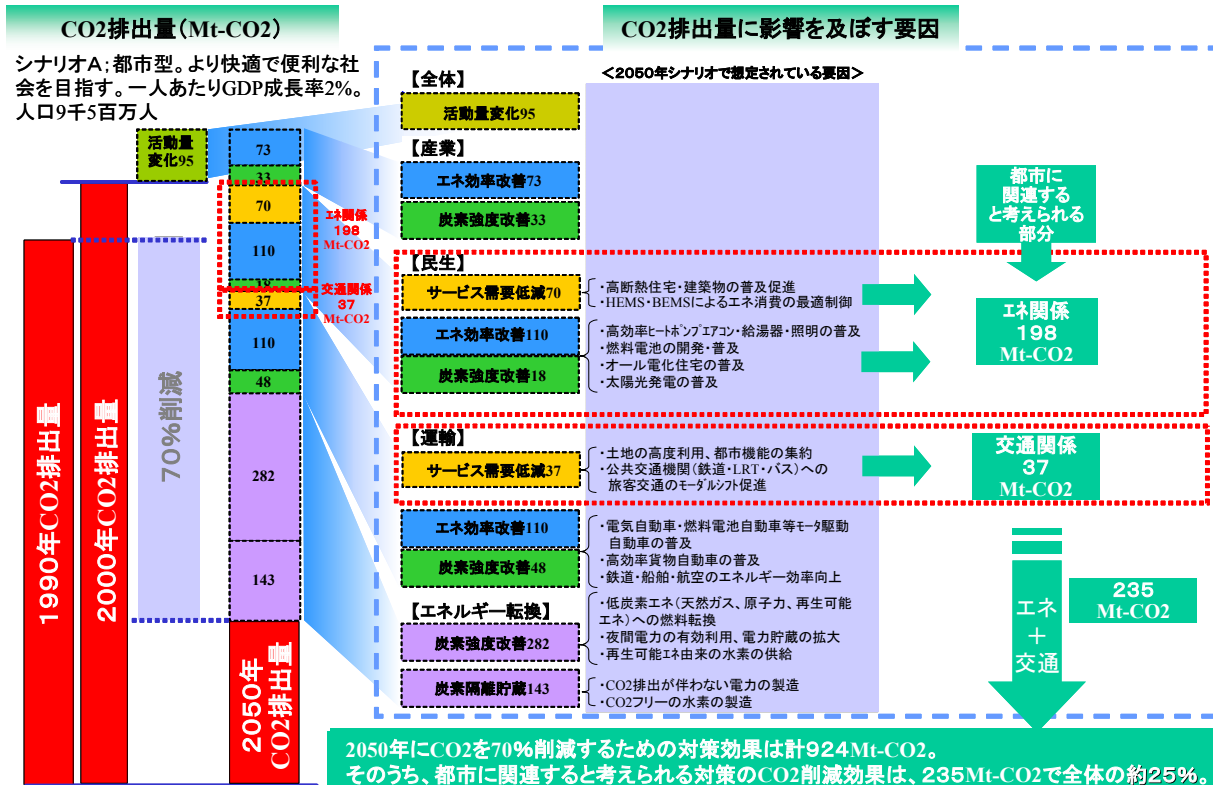 CO2排出量(Mt-CO2)
シナリオA;都市型。より快適で便利な社
会を目指す。一人あたりGDP成長率2%。
人口9千5百万人
活動量
変化95
73
33
70
110
18
37
110
48
282
143
エネ関係
198
Mt-CO2
交通関係
37
Mt-CO2
70%削減
1990年CO2排出量
2000年CO2排出量
2050年
CO2排出量
CO2排出量に影響を及ぼす要因
<2050年シナリオで想定されている要因>
【全体】
活動量変化95
【産業】
エネ効率改善73
炭素強度改善33
【民生】
サービス需要低減70
・高断熱住宅・建築物の普及促進
・HEMS・BEMSによるエネ消費の最適制御
エネ効率改善110
炭素強度改善18
・高効率ヒートポンプエアコン・給湯器・照明の普及
・燃料電池の開発・普及
・オール電化住宅の普及
・太陽光発電の普及
【運輸】
サービス需要低減37
・土地の高度利用、都市機能の集約
・公共交通機関(鉄道・LRT・バス)への
旅客交通のモーダルシフト促進
エネ効率改善110
炭素強度改善48
・電気自動車・燃料電池自動車等モータ駆動
自動車の普及
・高効率貨物自動車の普及
・鉄道・船舶・航空のエネルギー効率向上
【エネルギー転換】
炭素強度改善282
・低炭素エネ(天然ガス、原子力、再生可能
エネ)への燃料転換
・夜間電力の有効利用、電力貯蔵の拡大
・再生可能エネ由来の水素の供給
炭素隔離貯蔵143
・CO2排出が伴わない電力の製造
・CO2フリーの水素の製造
都市に
関連する
と考えられる
部分
エネ関係
198
Mt-CO2
交通関係
37
Mt-CO2
エネ
+
交通
235
Mt-CO2
2050年にCO2を70%削減するための対策効果は計924Mt-CO2。
そのうち、都市に関連すると考えられる対策のCO2削減効果は、235Mt-CO2で全体の約25%。